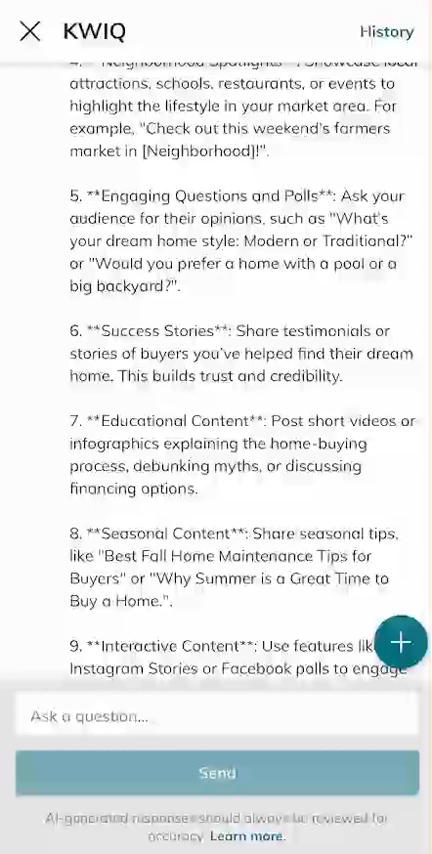 KWIQ
History
4. **Neighborhood Spotlights**: Showcase local
attractions, schools, restaurants, or events to
highlight the lifestyle in your market area. For
example, "Check out this weekend's farmers
market in [Neighborhood]!".
5. **Engaging Questions and Polls**: Ask your
audience for their opinions, such as "What's
your dream home style: Modern or Traditional?"
or "Would you prefer a home with a pool or a
big backyard?".
6. **Success Stories**: Share testimonials or
stories of buyers you've helped find their dream
home. This builds trust and credibility.
7. **Educational Content**: Post short videos or
infographics explaining the home-buying
process, debunking myths, or discussing
financing options.
8. **Seasonal Content**: Share seasonal tips,
like "Best Fall Home Maintenance Tips for
Buyers" or "Why Summer is a Great Time to
Buy a Home.".
9. **Interactive Content**: Use features lik
Instagram Stories or Facebook polls to engage
Ask a question...
Send
AI-generated responses should always be reviewed for
accuracy. Learn more.